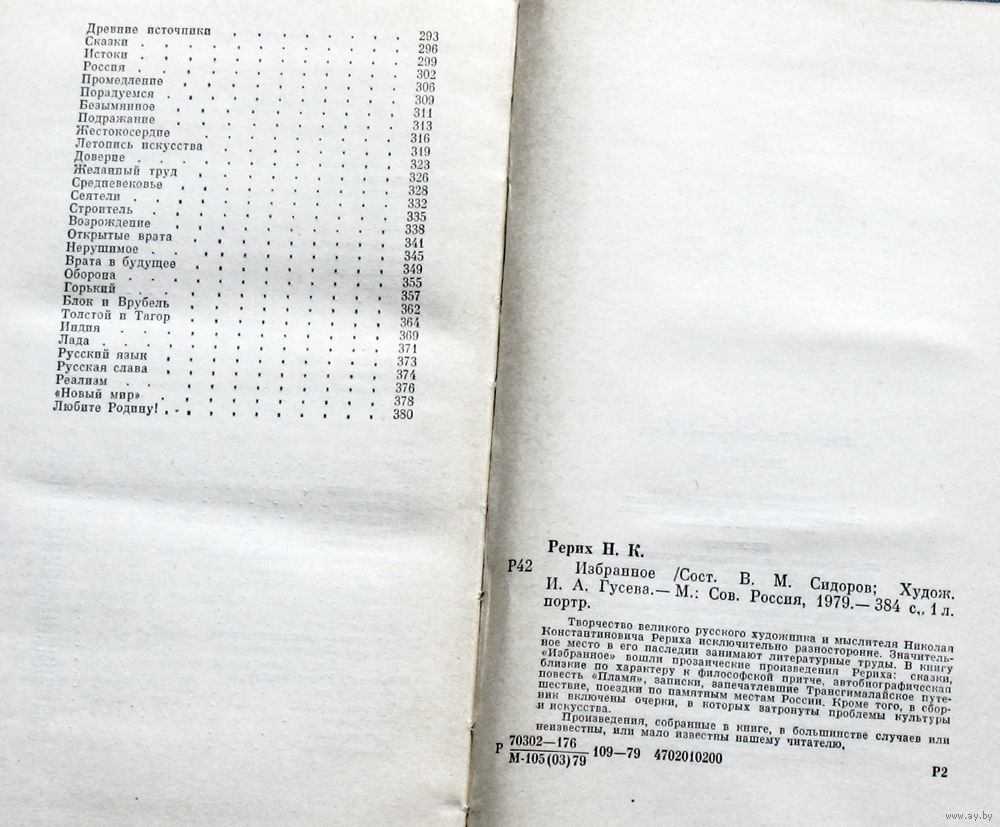 Древние источники . . . . . . . . 293
Сказки . . . . . . . . . . . 296
Истоки . . . . . . . . . . . 299
Россия . . . . . . . . . . . 302
Промедление . . . . . . . . . 306
Порадуемся . . . . . . . . . 309
Безымянное . . . . . . . . . 311
Подражание . . . . . . . . . 313
Жестокосердие . . . . . . . . 316
Летопись искусства . . . . . . . 319
Доверие . . . . . . . . . . 323
Желанный труд . . . . . . . . 326
Средневековье . . . . . . . . 328
Сеятели . . . . . . . . . . 332
Строитель . . . . . . . . . . 335
Возрождение . . . . . . . . . 338
Открытые врата . . . . . . . . 341
Нерушимое . . . . . . . . . 345
Врата в будущее . . . . . . . . 349
Оборона . . . . . . . . . . 355
Горький . . . . . . . . . . 357
Блок и Врубель . . . . . . . . 362
Толстой и Тагор . . . . . . . . 364
Индия . . . . . . . . . . . 369
Лада . . . . . . . . . . . 371
Русский язык . . . . . . . . . 373
Русская слава . . . . . . . . . 374
Реализм . . . . . . . . . . 376
«Новый мир» . . . . . . . . . 378
Любите Родину! . . . . . . . . . 380
Рерих Н. К.
Р42 Избранное /Сост. В. М. Сидоров; Худож.
И. А. Гусева.— М.: Сов. Россия, 1979.— 384 с., 1 л.
портр.
Творчество великого русского художника и мыслителя Николая
Константиновича Рериха исключительно разносторонне. Значитель-
ное место в его наследии занимают литературные труды. В книгу
«Избранное» вошли прозаические произведения Рериха: сказки,
близкие по характеру к философской притче, автобиографическая
повесть «Пламя», записки, запечатлевшие Трансгималайское путе-
шествие, поездки по памятным местам России. Кроме того, в сбор-
ник включены очерки, в которых затронуты проблемы культуры
и искусства.
Произведения, собранные в книге, в большинстве случаев или
неизвестны, или мало известны нашему читателю,
Р 70302—176
М-105(03)79 109—79 4702010200
Р2
www.ay.by